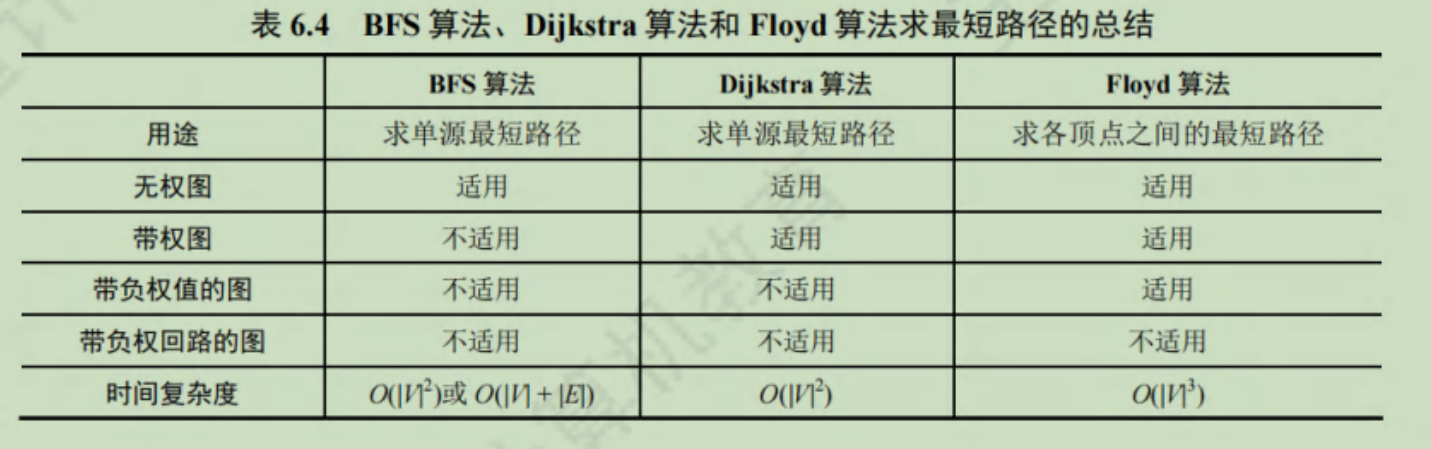 表 6.4 BFS 算法、Dijkstra 算法和 Floyd 算法求最短路径的总结
BFS 算法 Dijkstra 算法 Floyd 算法
用途 求单源最短路径 求单源最短路径 求各顶点之间的最短路径
无权图 适用 适用 适用
带权图 不适用 适用 适用
带负权值的图 不适用 不适用 适用
带负权回路的图 不适用 不适用 不适用
时间复杂度 O(|V|²)或 O(|V| + |E|) O(|V|²) O(|V|³)
算机教育